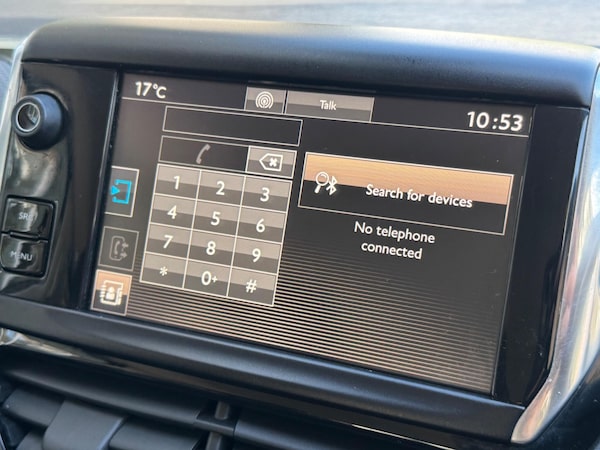 17°C
Talk
10:53
1 2 3
4 5 6
7 8 9
* 0+ #
Search for devices
No telephone
connected
MENU